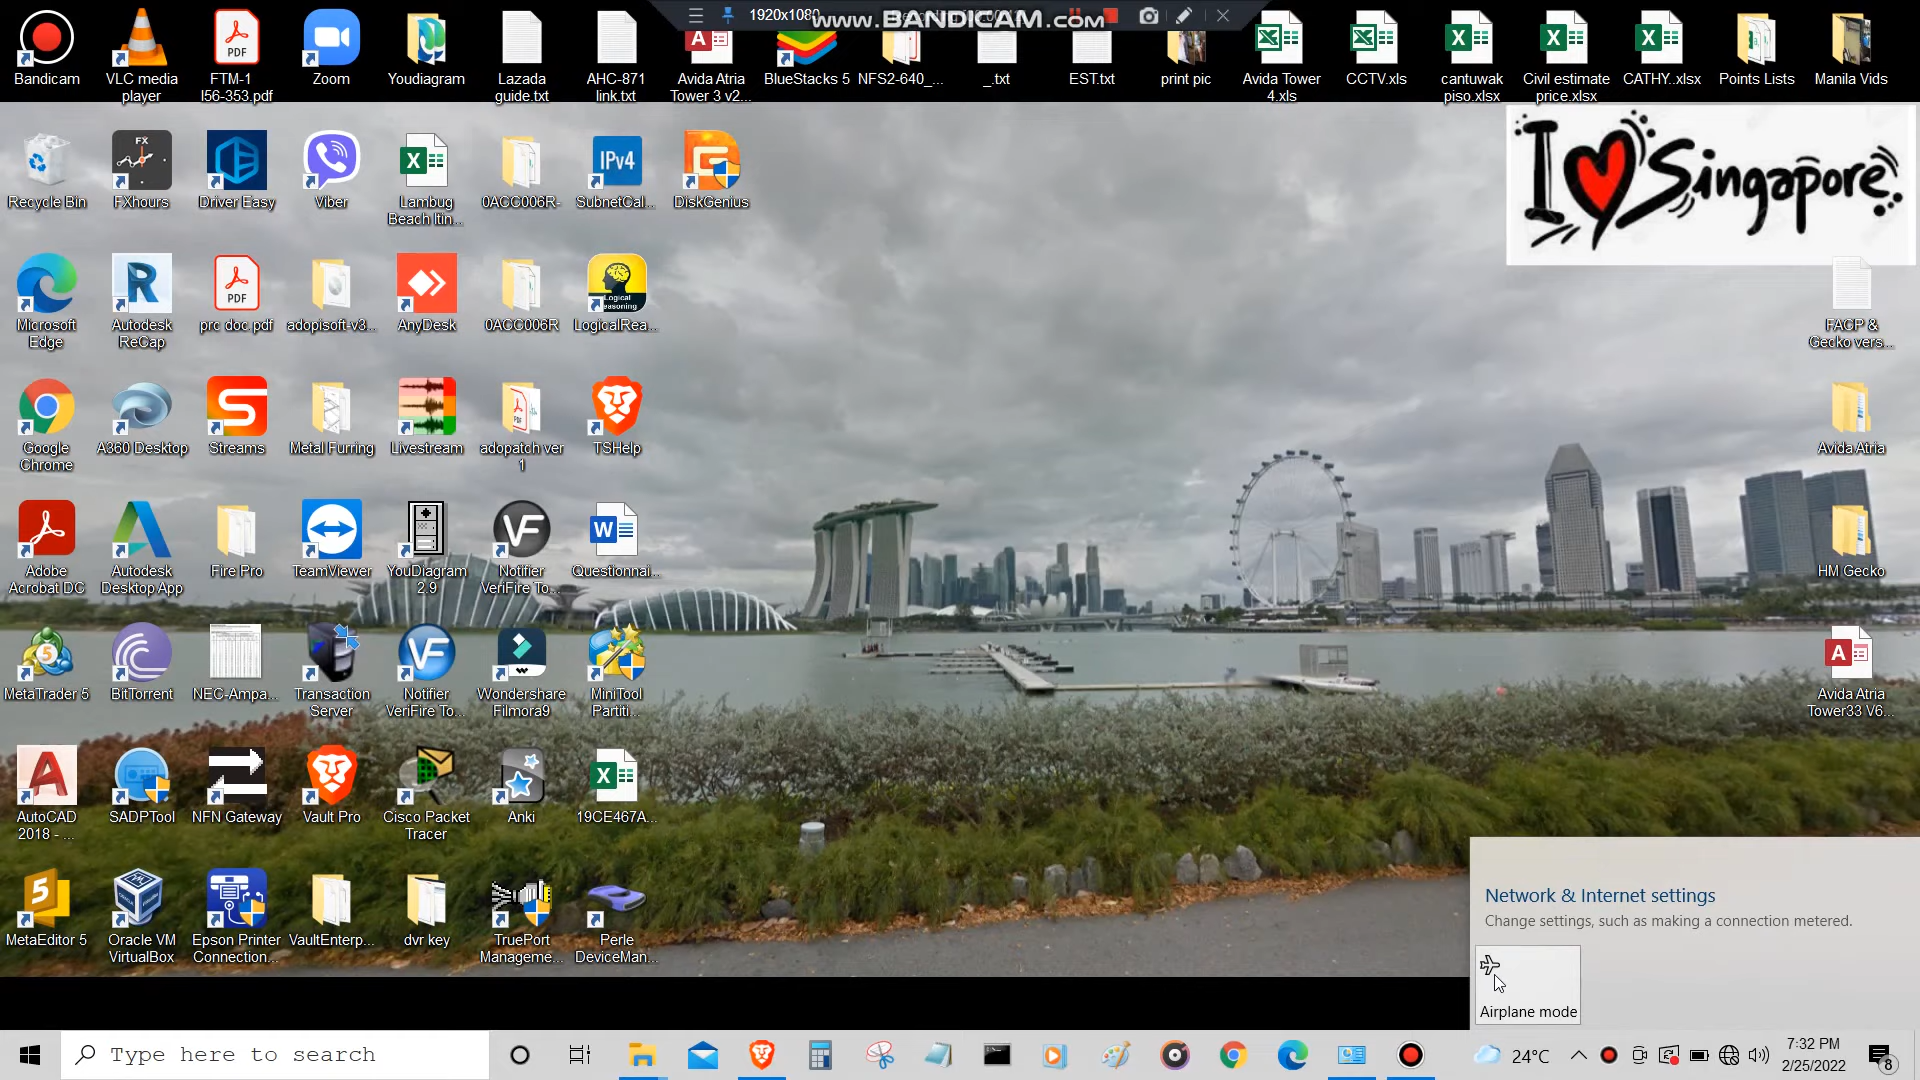 1920x1080
www.BANDICAM.com
Bandicam
VLC media
player
FTM-1
I56-353.pdf
Zoom
Youdiagram
Lazada
guide.txt
AHC-871
link.txt
Avida Atria
Tower 3 v2...
BlueStacks 5
NFS2-640_...
_.txt
EST.txt
print pic
Avida Tower
4.xls
CCTV.xls
cantuwak
piso.xlsx
Civil estimate
price.xlsx
CATHY..xlsx
Points Lists
Manila Vids
I Singapore.
Recycle Bin
FX
FXhours
Driver Easy
Viber
Lambug
Beach Itin...
0ACC006R-
IPv4
SubnetCal...
DiskGenius
Microsoft
Edge
Autodesk
ReCap
PDF
prc doc.pdf
adopisoft-v3...
AnyDesk
0ACC006R
Logical
Reasoning
LogicalRea...
FACP &
Gecko vers...
Google
Chrome
A360 Desktop
Streams
Metal Furring
Livestream
adopatch ver
1
TSHelp
Avida Atria
Adobe
Acrobat DC
Autodesk
Desktop App
Fire Pro
TeamViewer
YouDiagram
2.9
Notifier
VeriFire To...
Questionnai...
HM Gecko
MetaTrader 5
BitTorrent
NEC-Ampa...
Transaction
Server
Notifier
VeriFire To...
Wondershare
Filmora9
MiniTool
Partiti...
Avida Atria
Tower33 V6...
AutoCAD
2018 - ...
SADPTool
NFN Gateway
Vault Pro
Cisco Packet
Tracer
Anki
19CE467A...
MetaEditor 5
Oracle VM
VirtualBox
Epson Printer
Connection...
VaultEnterp...
dvr key
TruePort
Manageme...
Perle
DeviceMan...
Network & Internet settings
Change settings, such as making a connection metered.
Airplane mode
Type here to search
24°C
7:32 PM
2/25/2022
8